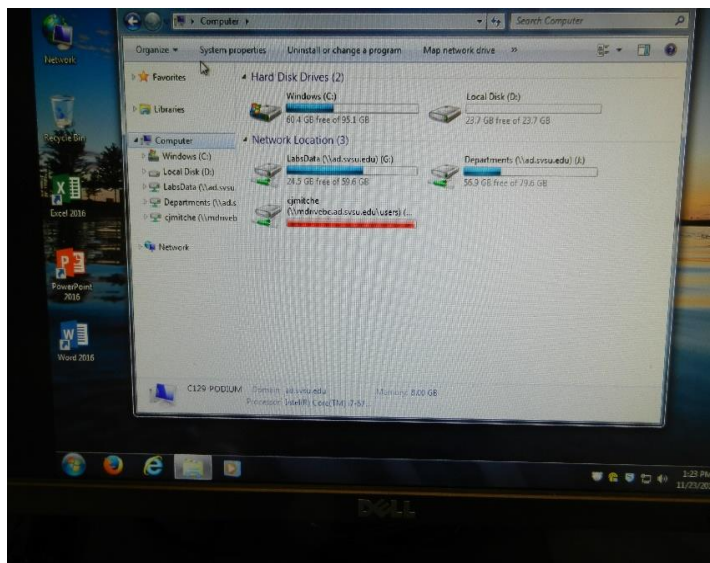 Computer
Search Computer
Organize
System properties
Uninstall or change a program
Map network drive
»
Network
Recycle Bin
Excel 2016
PowerPoint
2016
Word 2016
Favorites
Libraries
Computer
Windows (C:)
Local Disk (D:)
LabsData (\\ad.svsu.
Departments (\\ad.s
cjmitche (\\mdnweb
Network
Hard Disk Drives (2)
Windows (C:)
60.4 GB free of 95.1 GB
Local Disk (D:)
23.7 GB free of 23.7 GB
Network Location (3)
LabsData (\\ad.svsu.edu) (G:)
24.5 GB free of 59.6 GB
Departments (\\ad.svsu.edu) (J:)
56.9 GB free of 79.6 GB
cjmitche
(\\mdnvebc.ad.svsu.edu\users) (...
C129-PODIUM
Domain: ad.svsu.edu
Memory: 8.00 GB
Processor: Intel(R) Core(TM)
1:23 PM
11/23/20
DELL